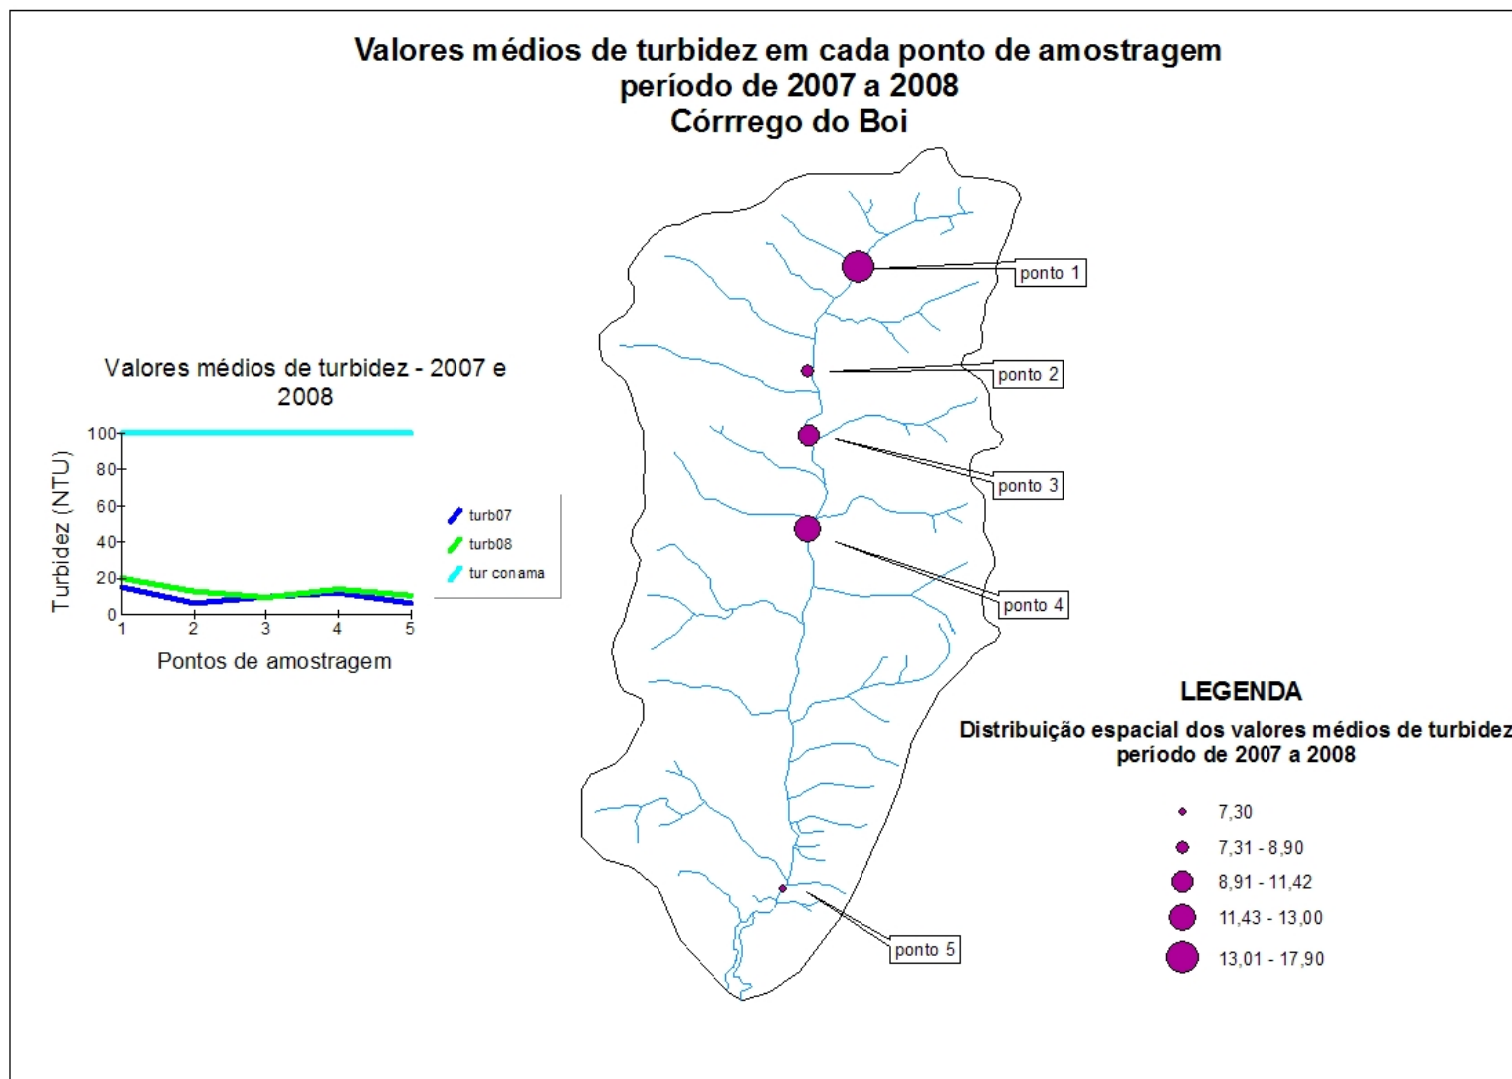 Valores médios de turbidez em cada ponto de amostragem
período de 2007 a 2008
Córrrego do Boi
ponto 1
ponto 2
ponto 3
ponto 4
ponto 5
Valores médios de turbidez - 2007 e
2008
Turbidez (NTU)
100
80
60
40
20
0
1 2 3 4 5
Pontos de amostragem
turb07
turb08
tur conama
LEGENDA
Distribuição espacial dos valores médios de turbidez
período de 2007 a 2008
7,30
7,31 - 8,90
8,91 - 11,42
11,43 - 13,00
13,01 - 17,90